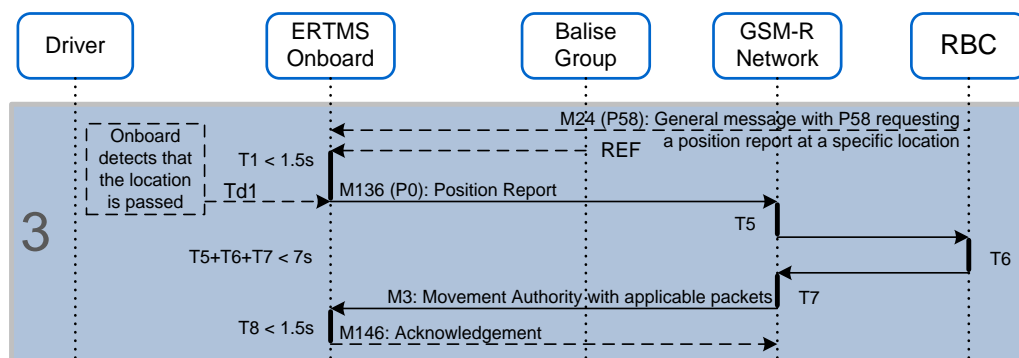 Driver
ERTMS
Onboard
Balise
Group
GSM-R
Network
RBC
M24 (P58): General message with P58 requesting
a position report at a specific location
Onboard
detects that
the location
is passed
T1 < 1.5s
REF
Td1
M136 (P0): Position Report
3
T5
T5+T6+T7 < 7s
T6
M3: Movement Authority with applicable packets
T7
T8 < 1.5s
M146: Acknowledgement